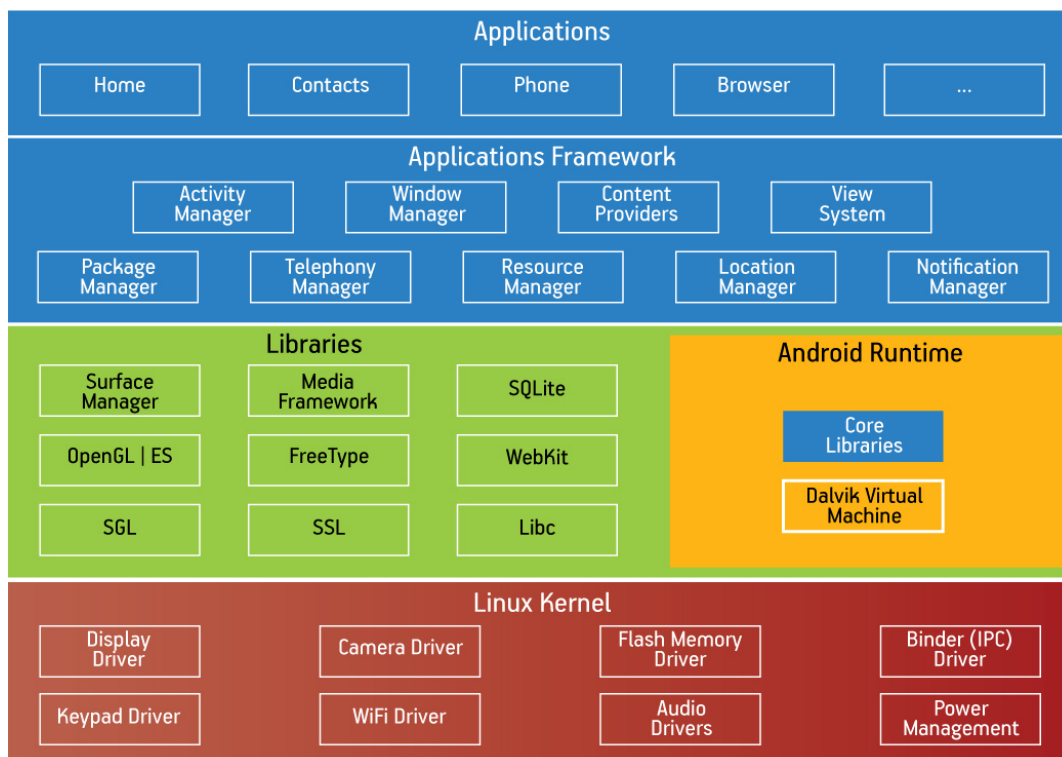 Applications
Home
Contacts
Phone
Browser
...
Applications Framework
Activity
Manager
Window
Manager
Content
Providers
View
System
Package
Manager
Telephony
Manager
Resource
Manager
Location
Manager
Notification
Manager
Libraries
Surface
Manager
Media
Framework
SQLite
OpenGL | ES
FreeType
WebKit
SGL
SSL
Libc
Android Runtime
Core
Libraries
Dalvik Virtual
Machine
Linux Kernel
Display
Driver
Camera Driver
Flash Memory
Driver
Binder (IPC)
Driver
Keypad Driver
WiFi Driver
Audio
Drivers
Power
Management